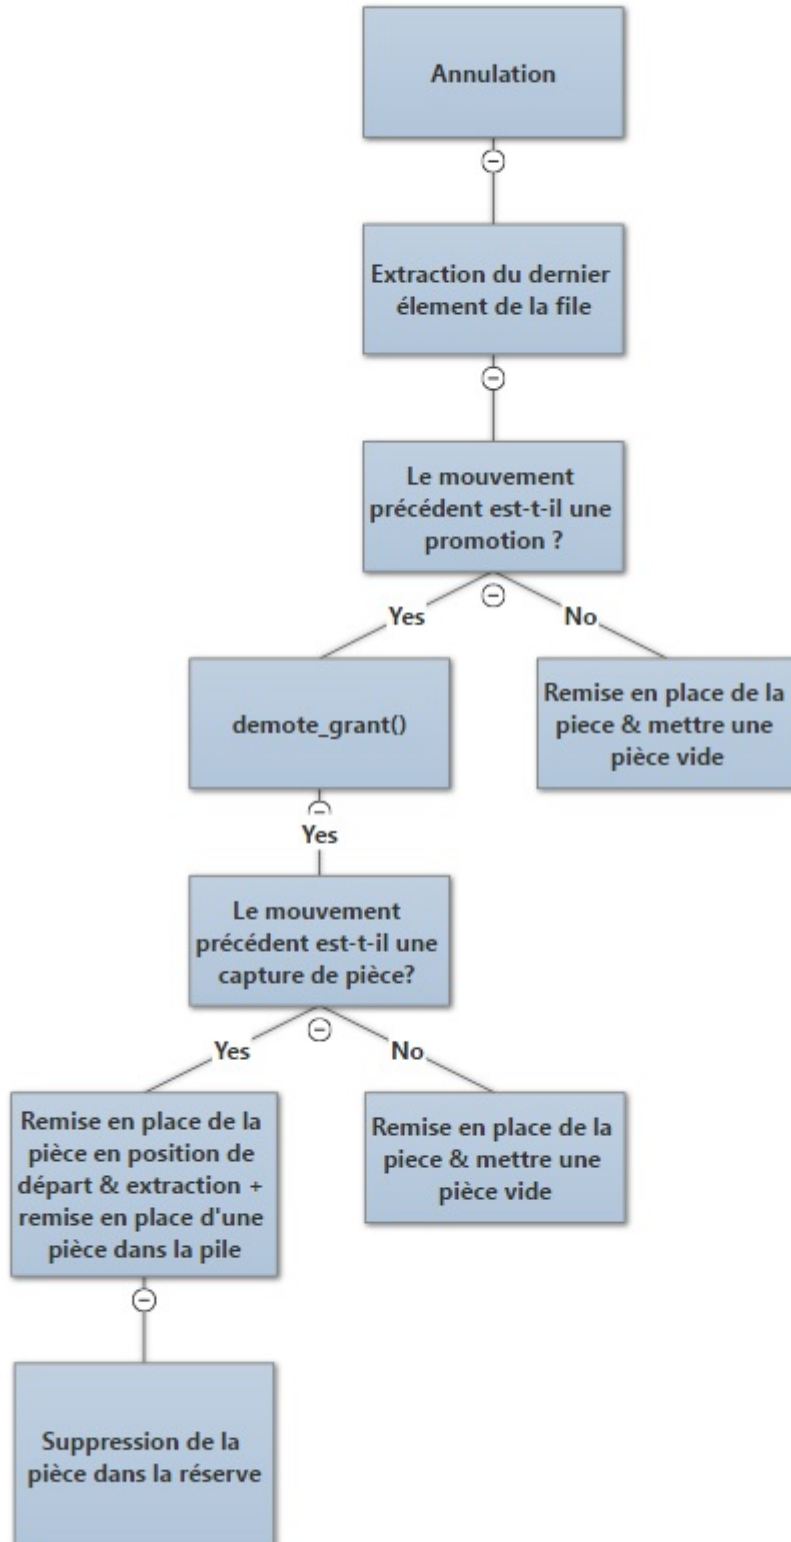 Annulation
Extraction du dernier
élement de la file
Le mouvement
précédent est-t-il une
promotion ?
Yes
No
demote_grant()
Remise en place de la
piece & mettre une
pièce vide
Yes
Le mouvement
précédent est-t-il une
capture de pièce?
Yes
No
Remise en place de la
pièce en position de
départ & extraction +
remise en place d'une
pièce dans la pile
Remise en place de la
piece & mettre une
pièce vide
Suppression de la
pièce dans la réserve